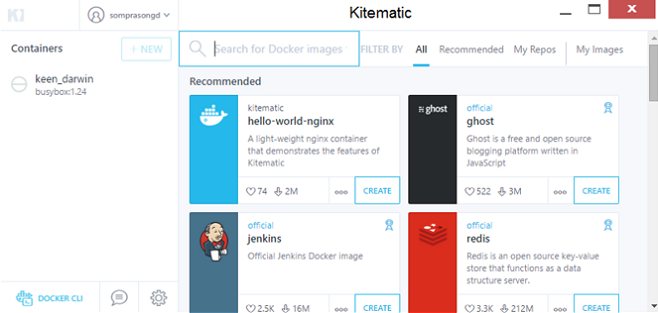 Kitematic
somprasongd
Containers
+ NEW
keen_darwin
busybox:1.24
DOCKER CLI
Search for Docker images
FILTER BY All Recommended My Repos My Images
Recommended
kitematic
hello-world-nginx
A light-weight nginx container
that demonstrates the features of
Kitematic
74 2M
CREATE
ghost
official
ghost
Ghost is a free and open source
blogging platform written in
JavaScript
522 3M
CREATE
official
jenkins
Official Jenkins Docker image
2.5K 16M
CREATE
official
redis
Redis is an open source key-value
store that functions as a data
structure server.
3.3K 212M
CREATE